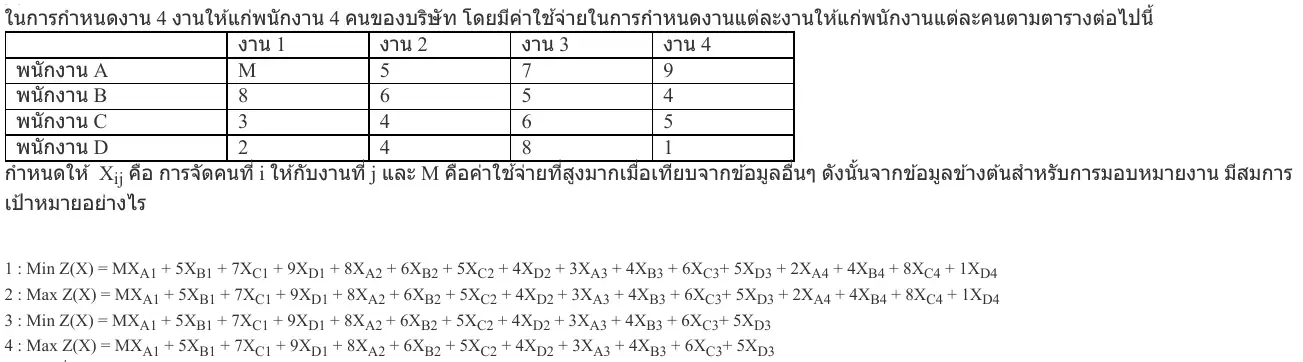 ในการกำหนดงาน 4 งานให้แก่พนักงาน 4 คนของบริษัท โดยมีค่าใช้จ่ายในการกำหนดงานแต่ละงานให้แก่พนักงานแต่ละคนตามตารางต่อไปนี้
งาน 1 งาน 2 งาน 3 งาน 4
พนักงาน A M 5 7 9
พนักงาน B 8 6 5 4
พนักงาน C 3 4 6 5
พนักงาน D 2 4 8 1
กำหนดให้ Xij คือ การจัดคนที่ i ให้กับงานที่ j และ M คือค่าใช้จ่ายที่สูงมากเมื่อเทียบจากข้อมูลอื่นๆ ดังนั้นจากข้อมูลข้างต้นสำหรับการมอบหมายงาน มีสมการ
เป้าหมายอย่างไร
1 : Min Z(X) = MXA1 + 5XB1 + 7XC1 + 9XD1 + 8XA2 + 6XB2 + 5XC2 + 4XD2 + 3XA3 + 4XB3 + 6XC3+ 5XD3 + 2XA4 + 4XB4 + 8XC4 + 1XD4
2 : Max Z(X) = MXA1 + 5XB1 + 7XC1 + 9XD1 + 8XA2 + 6XB2 + 5XC2 + 4XD2 + 3XA3 + 4XB3 + 6XC3+ 5XD3 + 2XA4 + 4XB4 + 8XC4 + 1XD4
3 : Min Z(X) = MXA1 + 5XB1 + 7XC1 + 9XD1 + 8XA2 + 6XB2 + 5XC2 + 4XD2 + 3XA3 + 4XB3 + 6XC3+ 5XD3
4 : Max Z(X) = MXA1 + 5XB1 + 7XC1 + 9XD1 + 8XA2 + 6XB2 + 5XC2 + 4XD2 + 3XA3 + 4XB3 + 6XC3+ 5XD3